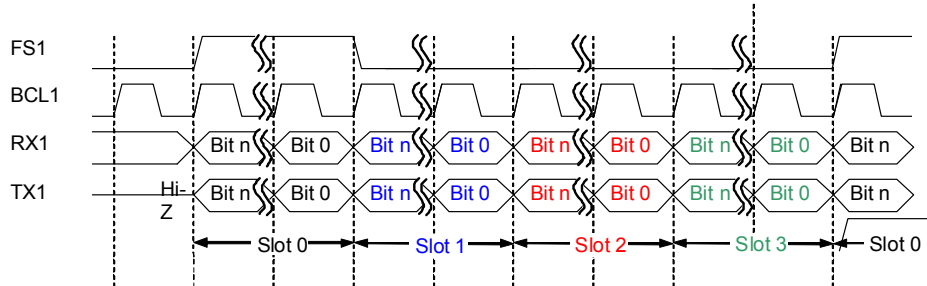 FS1
BCL1
RX1 Bit n Bit 0 Bit n Bit 0 Bit n Bit 0 Bit n Bit 0 Bit n
TX1 Hi-Z Bit n Bit 0 Bit n Bit 0 Bit n Bit 0 Bit n Bit 0 Bit n
Slot 0 Slot 1 Slot 2 Slot 3 Slot 0